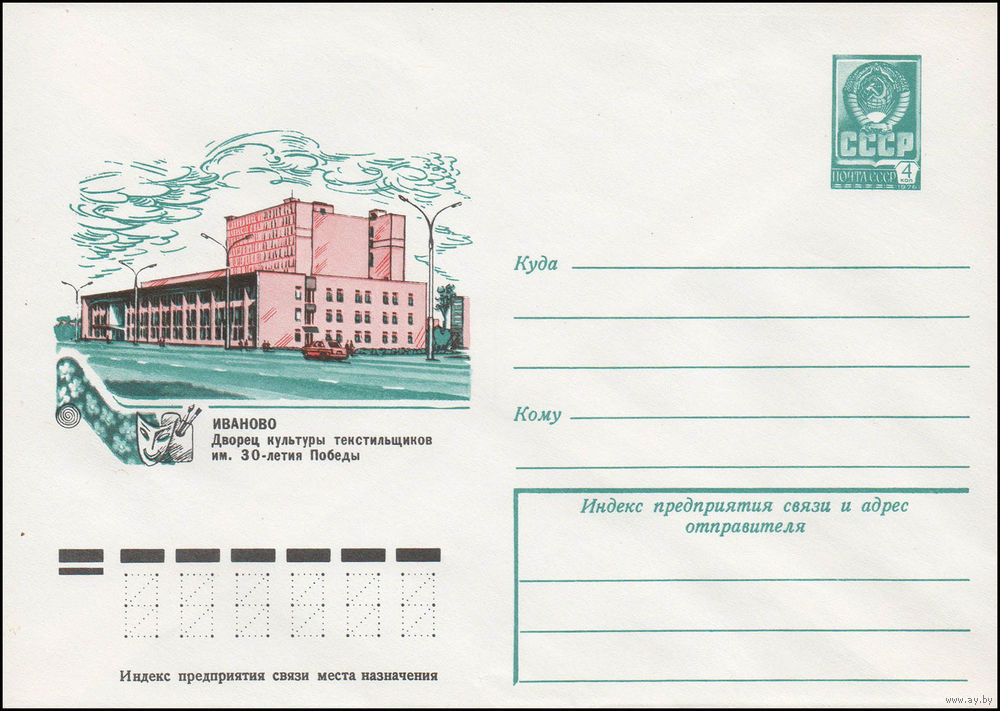 СССР
ПОЧТА СССР
4
КОП
1976
Куда
Кому
ИВАНОВО
Дворец культуры текстильщиков
им. 30-летия Победы
Индекс предприятия связи и адрес
отправителя
Индекс предприятия связи места назначения
www.ay.by